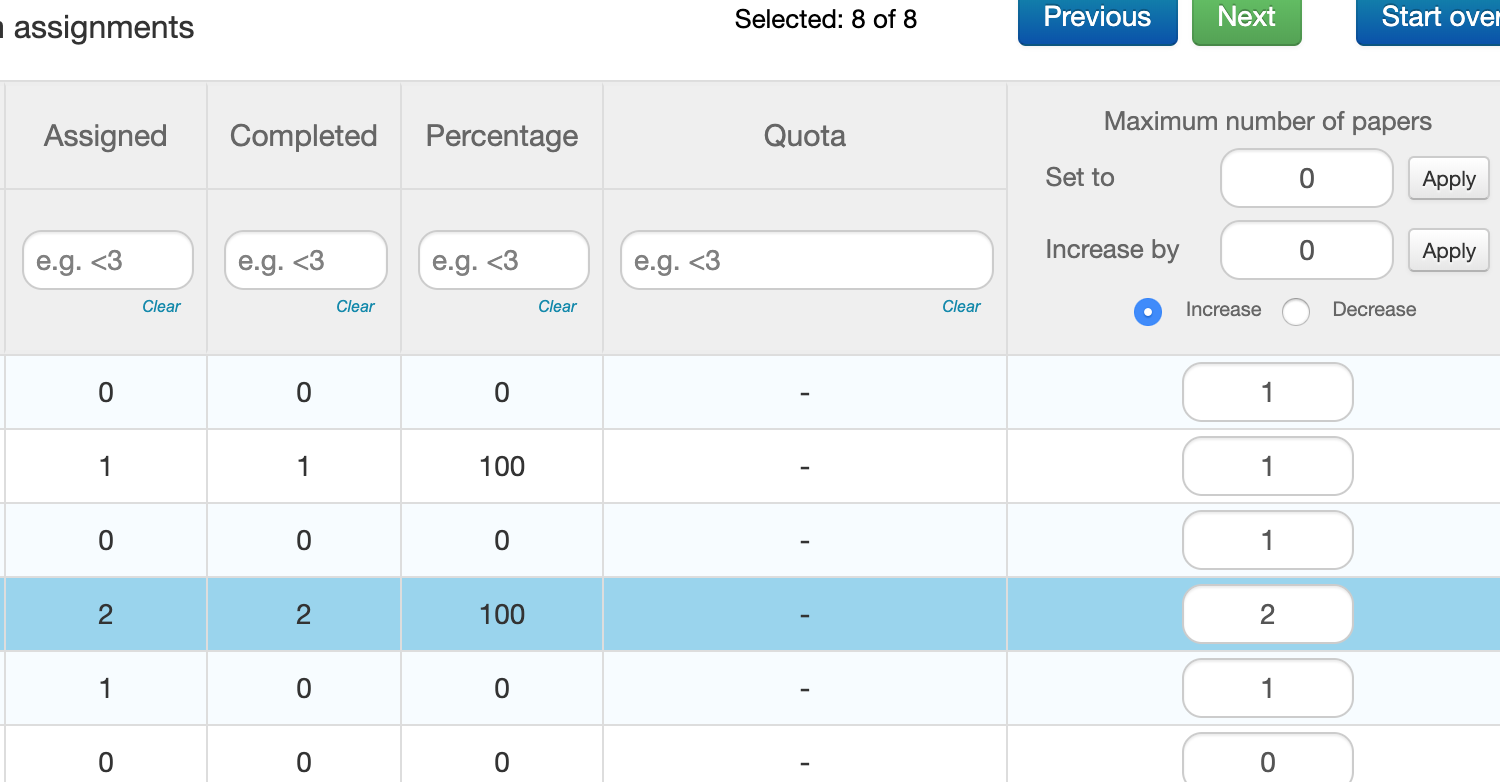 assignments
Selected: 8 of 8
Previous Next Start over
Assigned Completed Percentage Quota Maximum number of papers
Set to 0 Apply
Increase by 0 Apply
e.g. <3 e.g. <3 e.g. <3 e.g. <3
Clear Clear Clear Clear
Increase Decrease
0 0 0 - 1
1 1 100 - 1
0 0 0 - 1
2 2 100 - 2
1 0 0 - 1
0 0 0 - 0